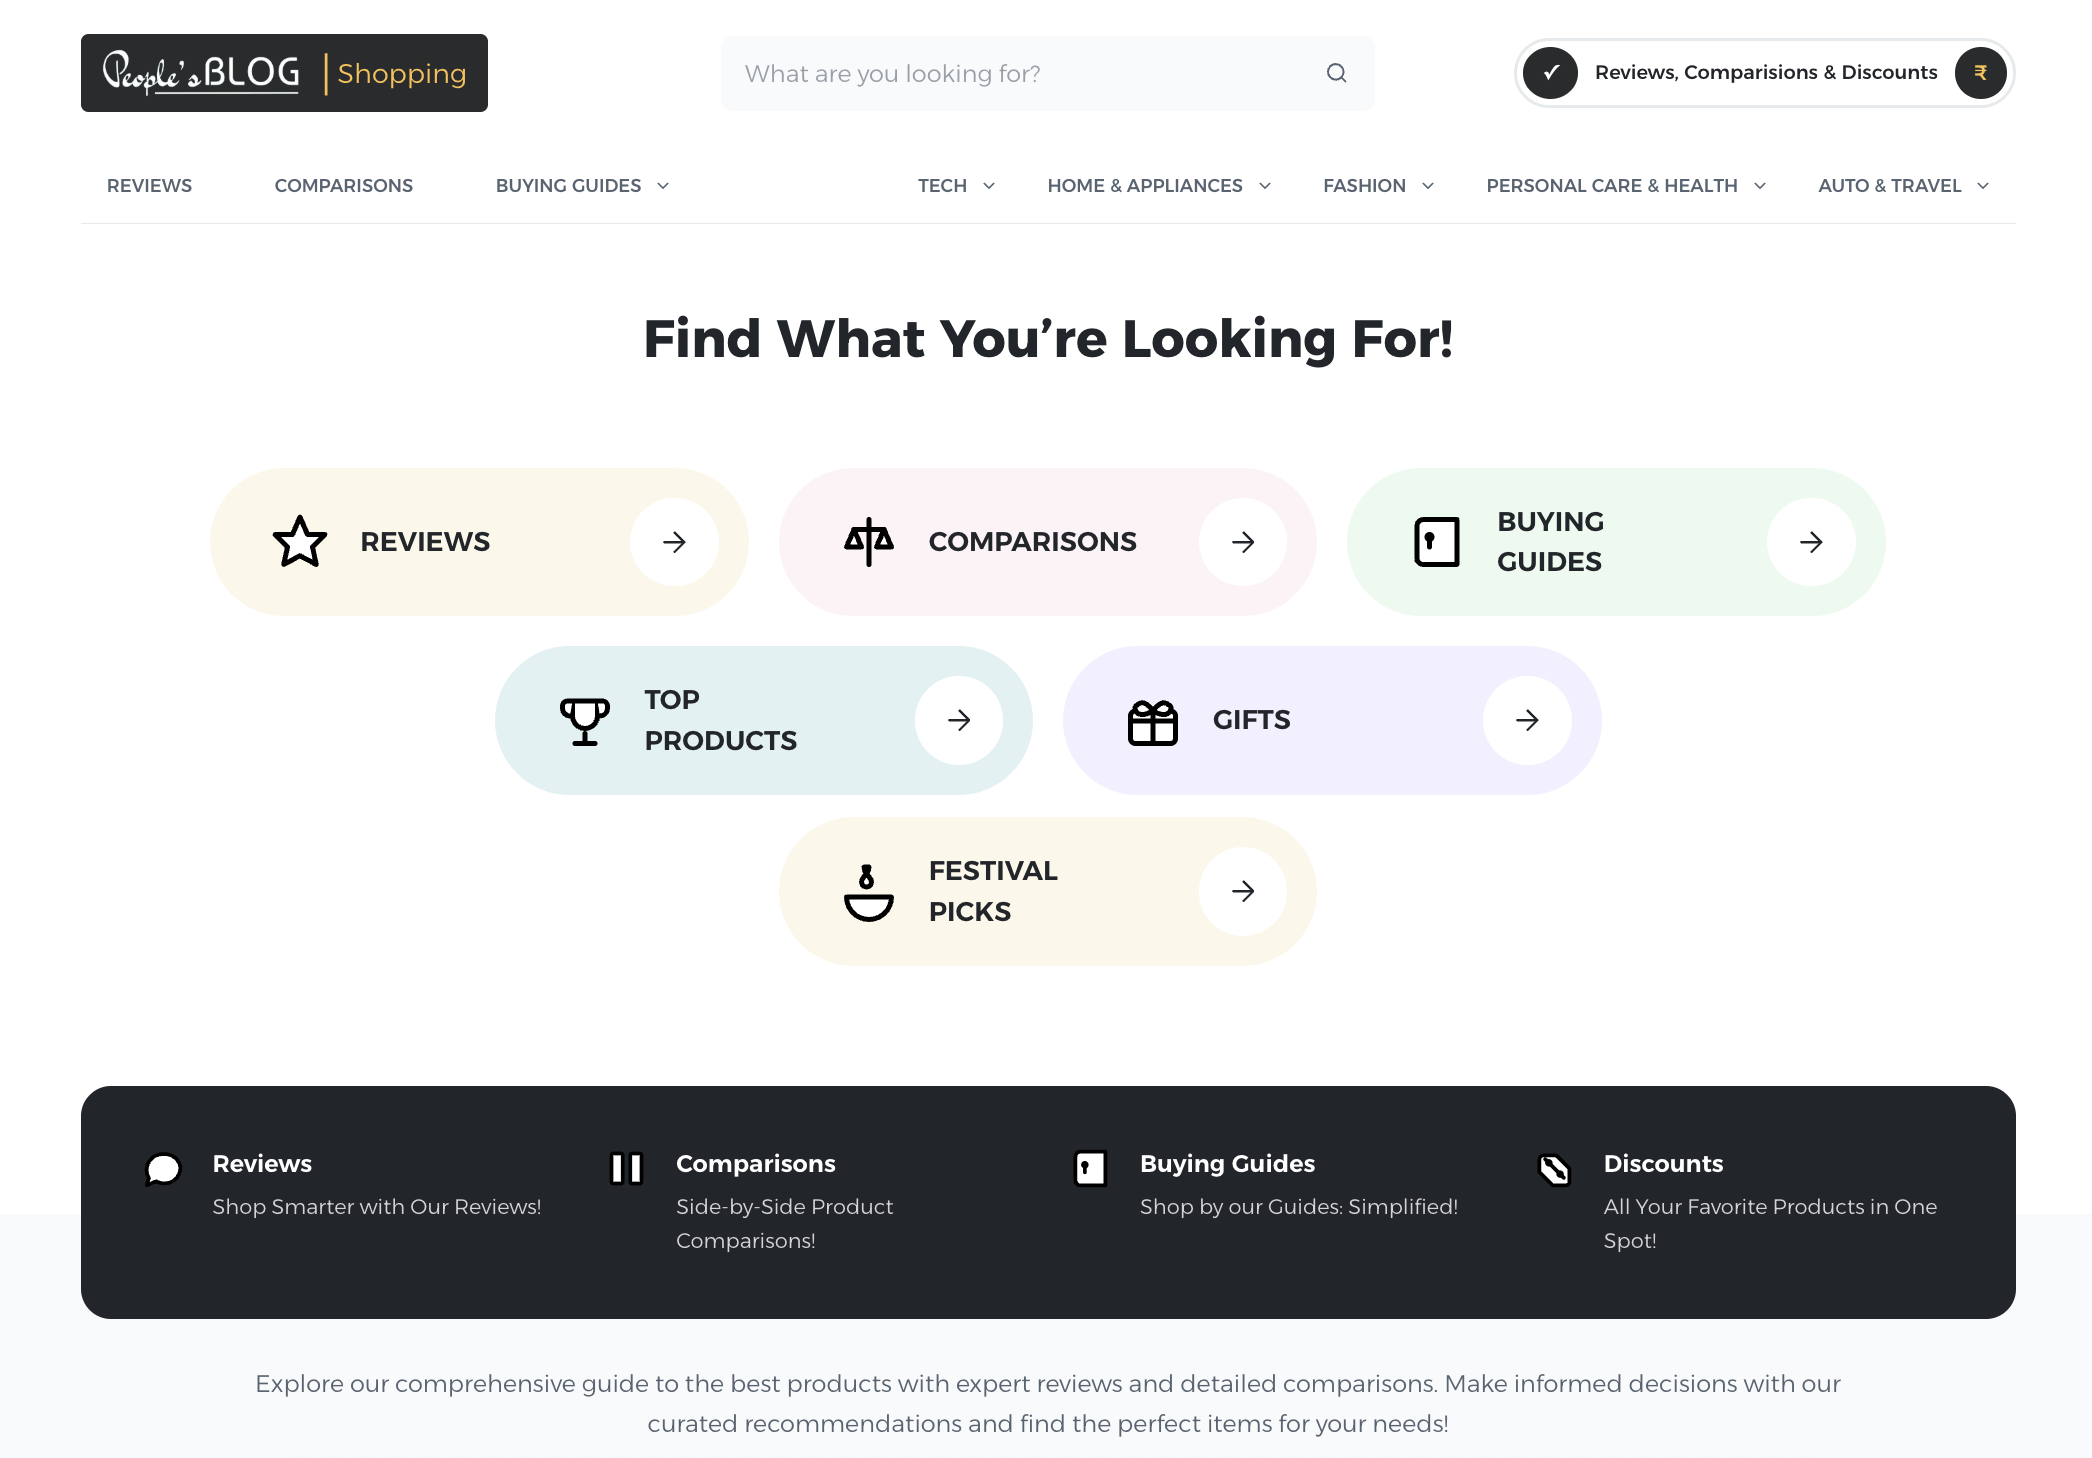 People's BLOG | Shopping
What are you looking for?
✓ Reviews, Comparisions & Discounts ₹
REVIEWS COMPARISONS BUYING GUIDES TECH HOME & APPLIANCES FASHION PERSONAL CARE & HEALTH AUTO & TRAVEL
Find What You’re Looking For!
REVIEWS
COMPARISONS
BUYING
GUIDES
TOP
PRODUCTS
GIFTS
FESTIVAL
PICKS
Reviews
Shop Smarter with Our Reviews!
Comparisons
Side-by-Side Product
Comparisons!
Buying Guides
Shop by our Guides: Simplified!
Discounts
All Your Favorite Products in One
Spot!
Explore our comprehensive guide to the best products with expert reviews and detailed comparisons. Make informed decisions with our
curated recommendations and find the perfect items for your needs!